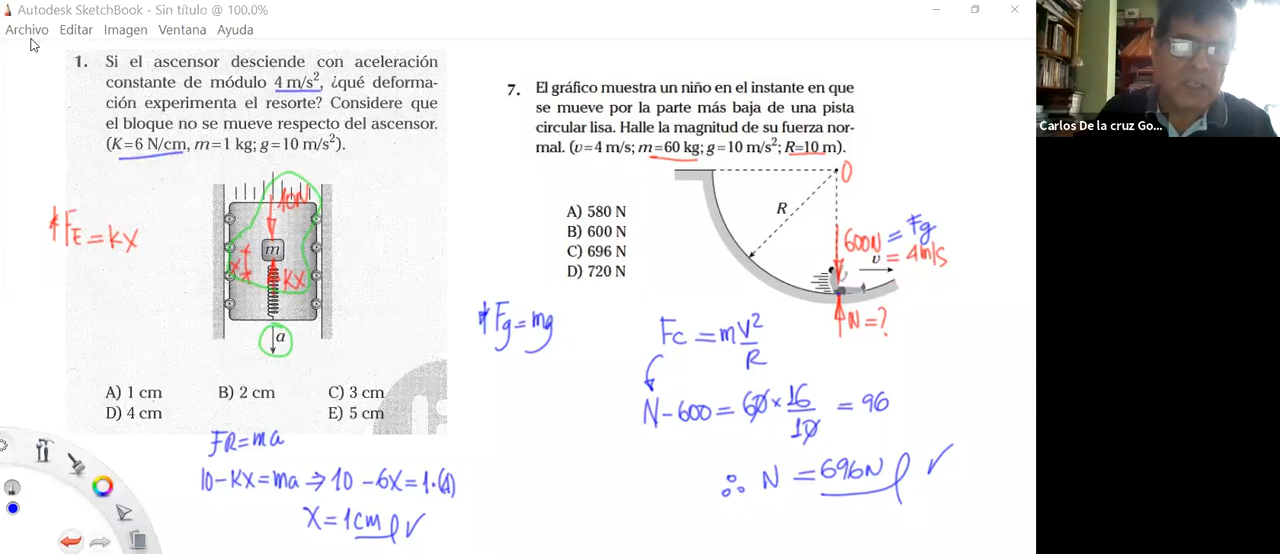 Autodesk SketchBook - Sin título @ 100.0%
Archivo Editar Imagen Ventana Ayuda
1. Si el ascensor desciende con aceleración
constante de módulo 4 m/s², ¿qué deforma-
ción experimenta el resorte? Considere que
el bloque no se mueve respecto del ascensor.
(K=6 N/cm, m=1 kg; g=10 m/s²).
10N
* FE = kx
m
x
kx
a
A) 1 cm B) 2 cm C) 3 cm
D) 4 cm E) 5 cm
FR=ma
10-kx=ma ⇒ 10 -6x=1.(4)
x=1cm
7. El gráfico muestra un niño en el instante en que
se mueve por la parte más baja de una pista
circular lisa. Halle la magnitud de su fuerza nor-
mal. (v=4 m/s; m=60 kg; g=10 m/s²; R=10 m).
O
R
A) 580 N
B) 600 N
C) 696 N
D) 720 N
600N = Fg
v = 4m/s
N=?
* Fg=mg
Fc = mv²/R
N-600 = 60 × 16/10 = 96
∴ N = 696N
Carlos De la cruz Go...